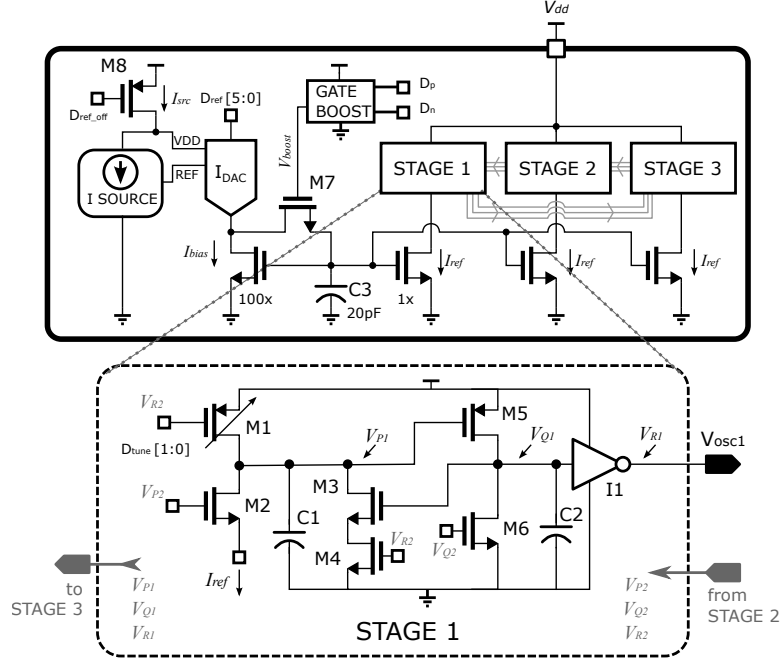 Vdd
M8
Isrc
Dref_off
Dref [5:0]
VDD
REF
I SOURCE
IDAC
GATE
BOOST
Dp
Dn
Vboost
M7
STAGE 1
STAGE 2
STAGE 3
Ibias
100x
C3
20pF
1x
Iref
Iref
Iref
VR2
M1
Dtune [1:0]
VP2
M2
Iref
C1
VP1
M3
M4
VR2
M5
VQ1
VQ2
M6
C2
I1
VR1
Vosc1
to
STAGE 3
VP1
VQ1
VR1
STAGE 1
VP2
VQ2
VR2
from
STAGE 2